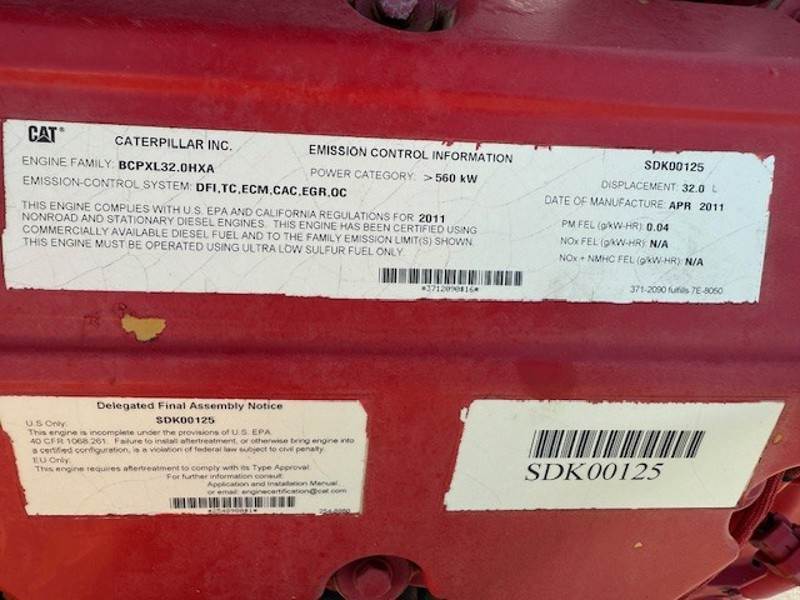 CAT®
CATERPILLAR INC.
EMISSION CONTROL INFORMATION
SDK00125
ENGINE FAMILY: BCPXL32.0HXA
POWER CATEGORY: >560 kW
DISPLACEMENT: 32.0 L
EMISSION-CONTROL SYSTEM: DFI,TC,ECM,CAC,EGR,OC
DATE OF MANUFACTURE: APR 2011
THIS ENGINE COMPLIES WITH U.S. EPA AND CALIFORNIA REGULATIONS FOR 2011
NONROAD AND STATIONARY DIESEL ENGINES. THIS ENGINE HAS BEEN CERTIFIED USING
COMMERCIALLY AVAILABLE DIESEL FUEL AND TO THE FAMILY EMISSION LIMIT(S) SHOWN.
THIS ENGINE MUST BE OPERATED USING ULTRA LOW SULFUR FUEL ONLY.
PM FEL (g/kW-HR): 0.04
NOx FEL (g/kW-HR): N/A
NOx + NMHC FEL (g/kW-HR): N/A
*3712090#16*
371-2090 fulfills 7E-8050
Delegated Final Assembly Notice
SDK00125
U.S Only:
This engine is incomplete under the provisions of U.S. EPA
40 CFR 1068.261. Failure to install aftertreatment, or otherwise bring engine into
a certified configuration, is a violation of federal law subject to civil penalty.
EU Only:
This engine requires aftertreatment to comply with its Type Approval.
For further information consult:
Application and Installation Manual
or email: enginecertification@cat.com
SDK00125